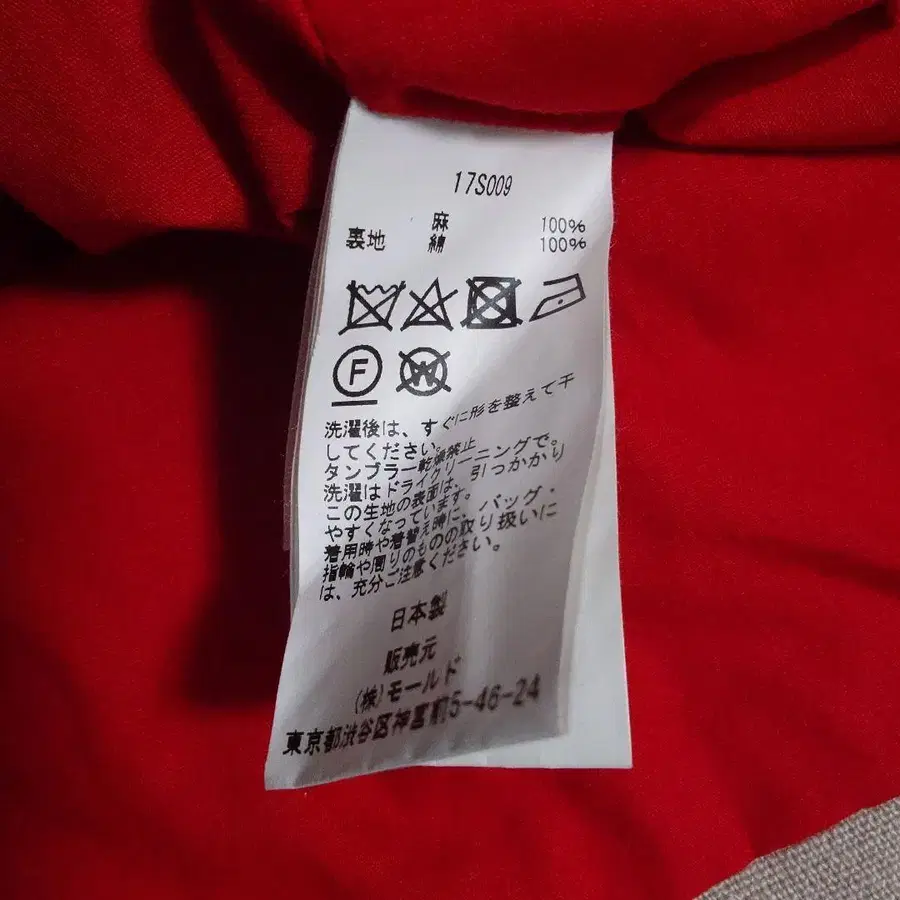 17S009
麻 100%
裏地 綿 100%
F
W
洗濯後は、すぐに形を整えて干
してください。
タンブラー乾燥禁止
洗濯はドライクリーニングで。
この生地の表面は、引っかかり
やすくなっています。
着用時や着替え時に、バッグ・
指輪や周りのものの取り扱いに
は、充分ご注意ください。
日本製
販売元
(株)モールド
東京都渋谷区神宮前5-46-24